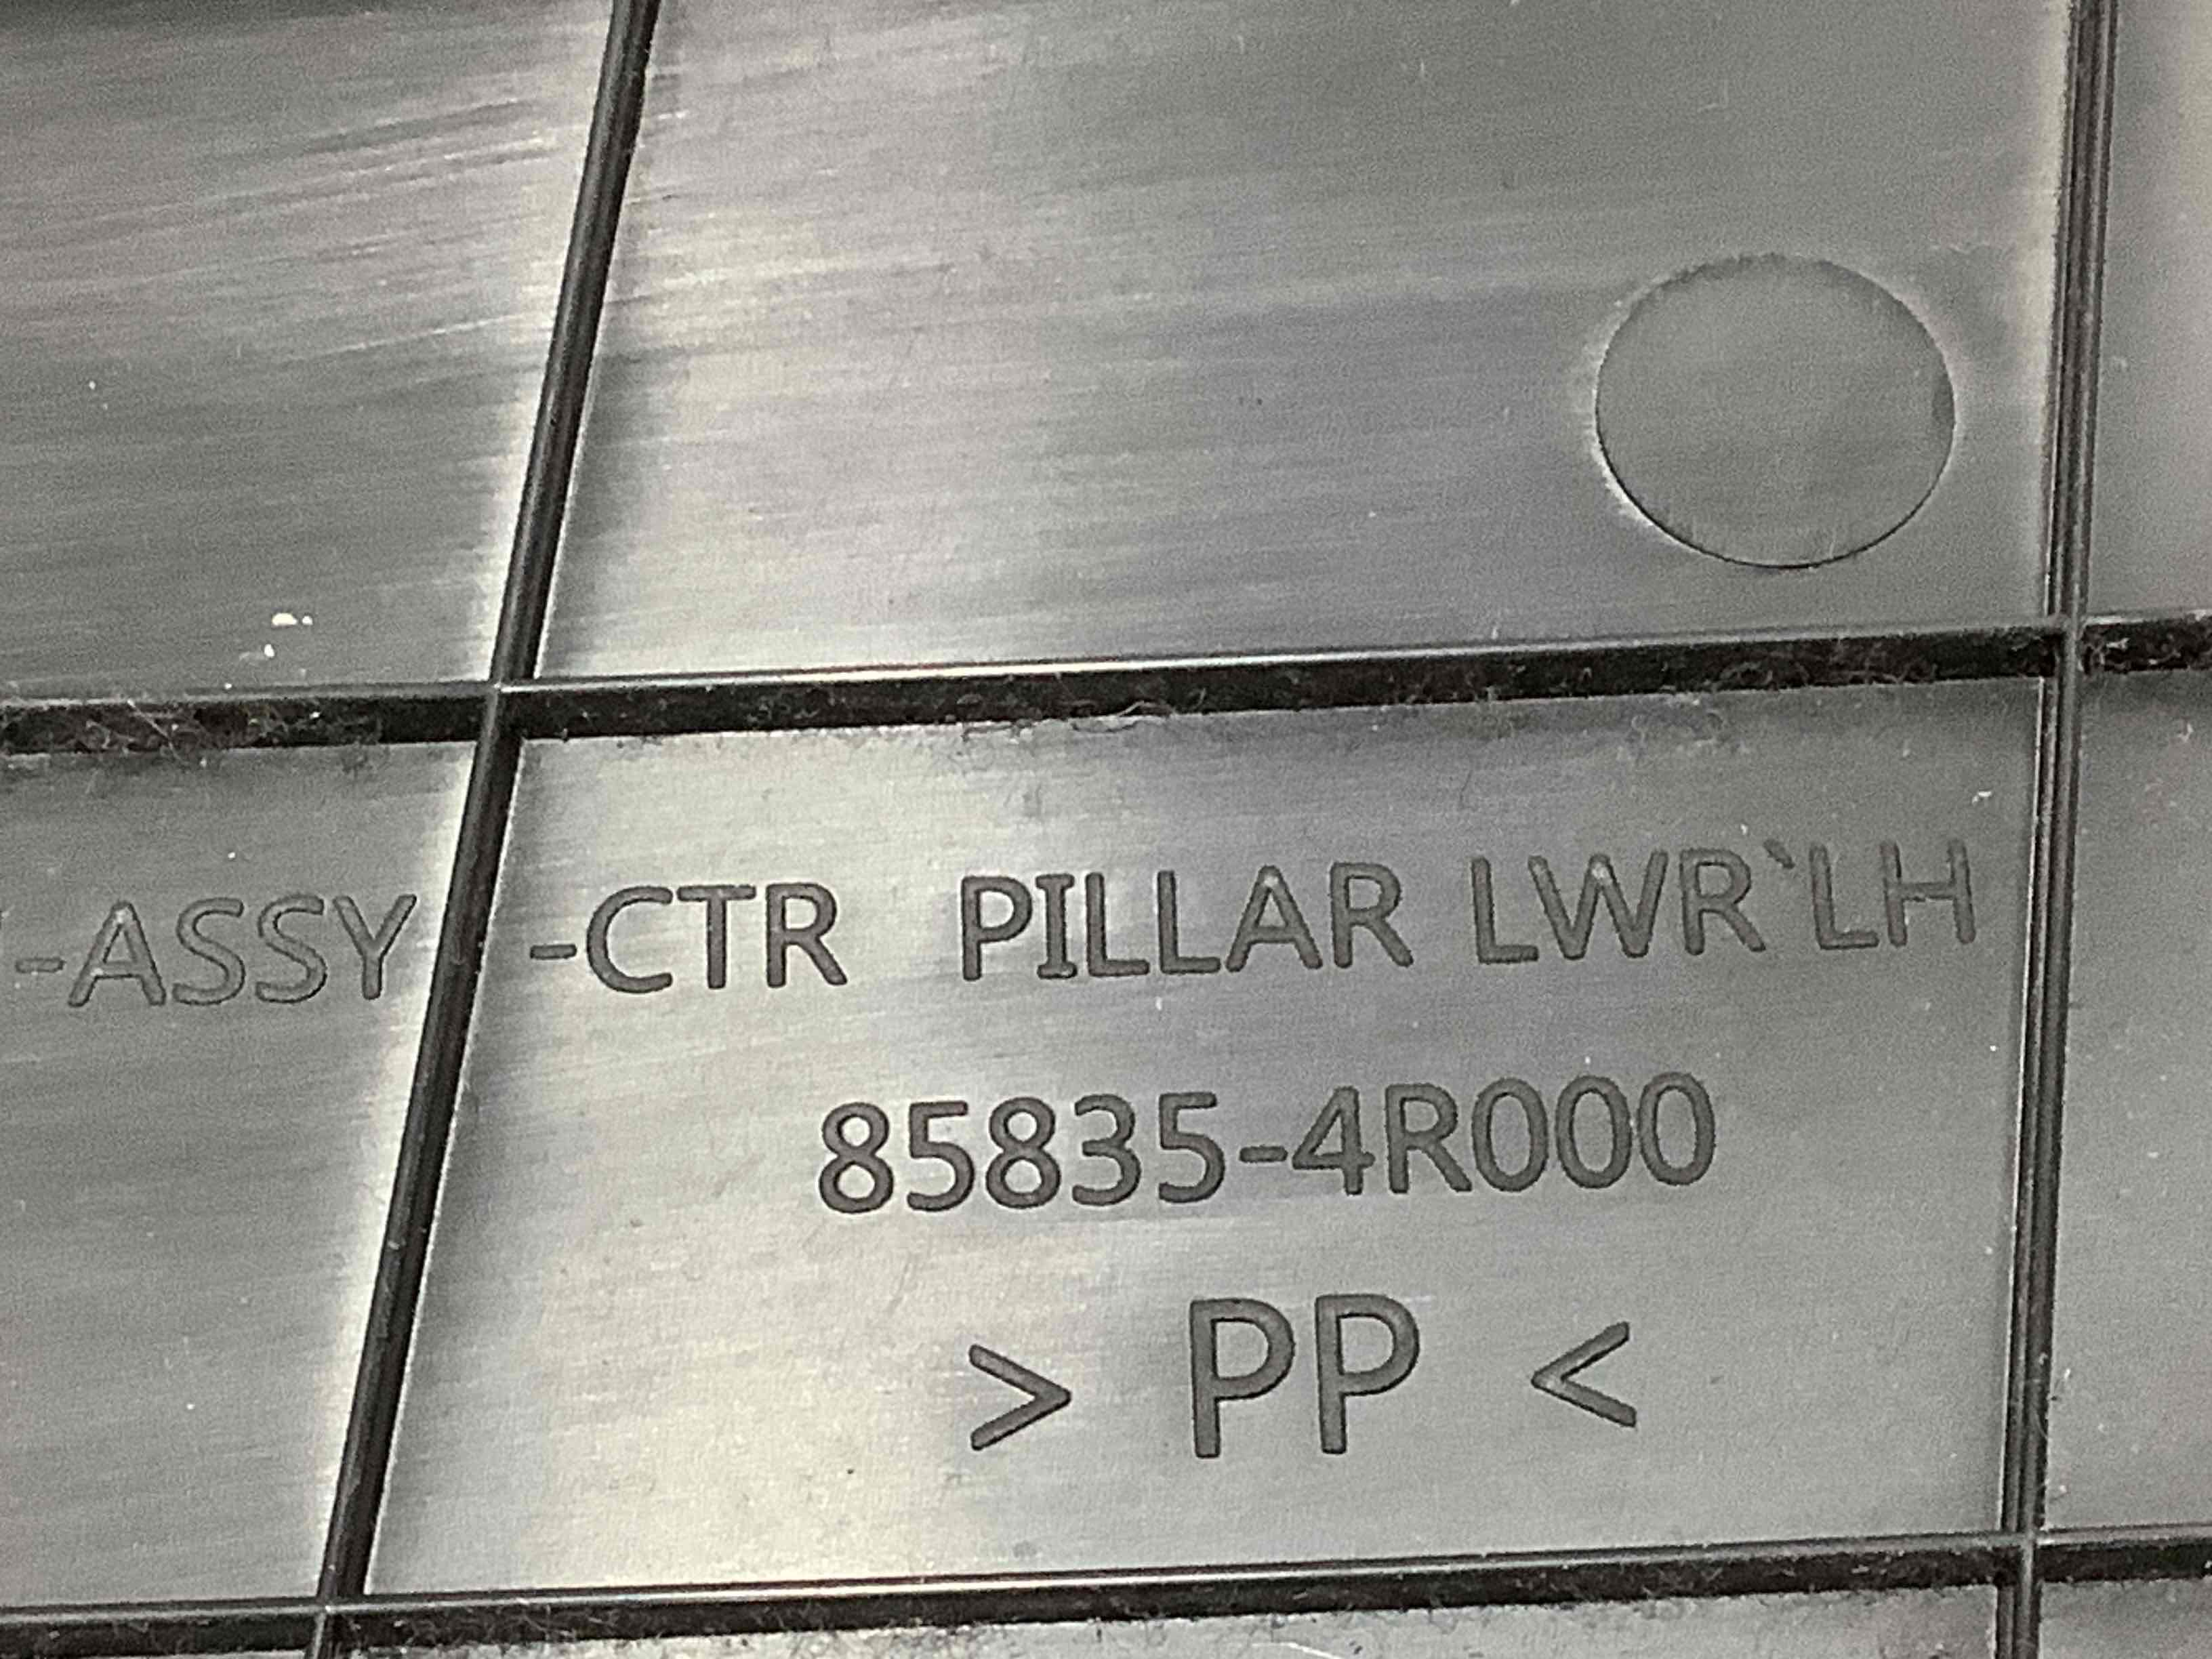 -ASSY -CTR PILLAR LWR`LH
85835-4R000
> PP <